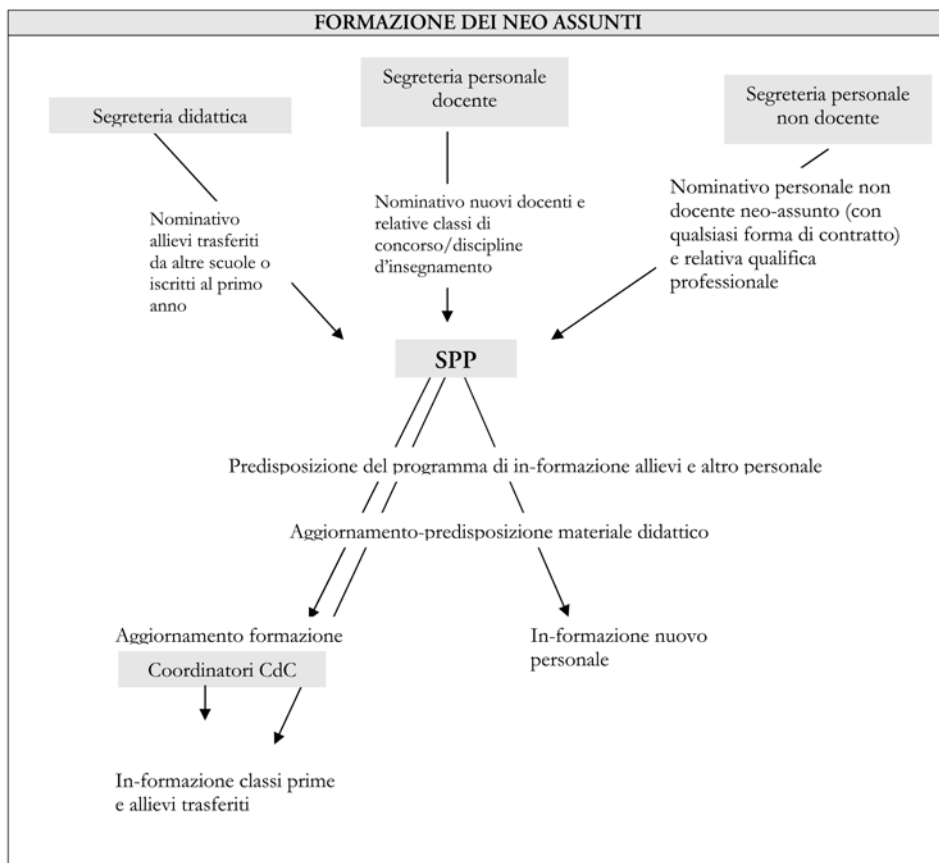 FORMAZIONE DEI NEO ASSUNTI
Segreteria didattica
Segreteria personale
docente
Segreteria personale
non docente
Nominativo
allievi trasferiti
da altre scuole o
iscritti al primo
anno
Nominativo nuovi docenti e
relative classi di
concorso/discipline
d'insegnamento
Nominativo personale non
docente neo-assunto (con
qualsiasi forma di contratto)
e relativa qualifica
professionale
SPP
Predisposizione del programma di in-formazione allievi e altro personale
Aggiornamento-predisposizione materiale didattico
Aggiornamento formazione
Coordinatori CdC
In-formazione nuovo
personale
In-formazione classi prime
e allievi trasferiti